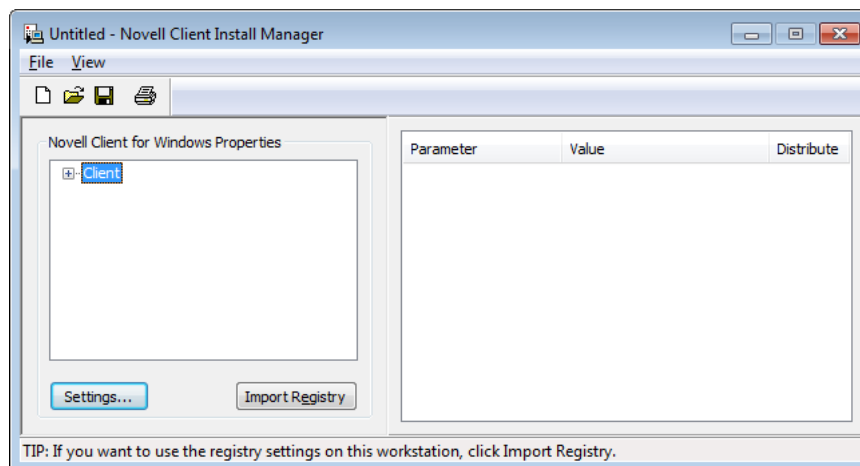 Untitled - Novell Client Install Manager
File View
Novell Client for Windows Properties
Client
Parameter Value Distribute
Settings... Import Registry
TIP: If you want to use the registry settings on this workstation, click Import Registry.